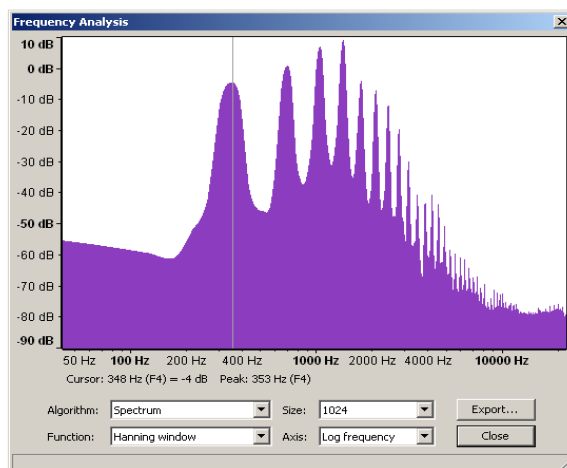 Frequency Analysis
10 dB
0 dB
-10 dB
-20 dB
-30 dB
-40 dB
-50 dB
-60 dB
-70 dB
-80 dB
-90 dB
50 Hz 100 Hz 200 Hz 400 Hz 1000 Hz 2000 Hz 4000 Hz 10000 Hz
Cursor: 348 Hz (F4) = -4 dB Peak: 353 Hz (F4)
Algorithm: Spectrum Size: 1024 Export...
Function: Hanning window Axis: Log frequency Close